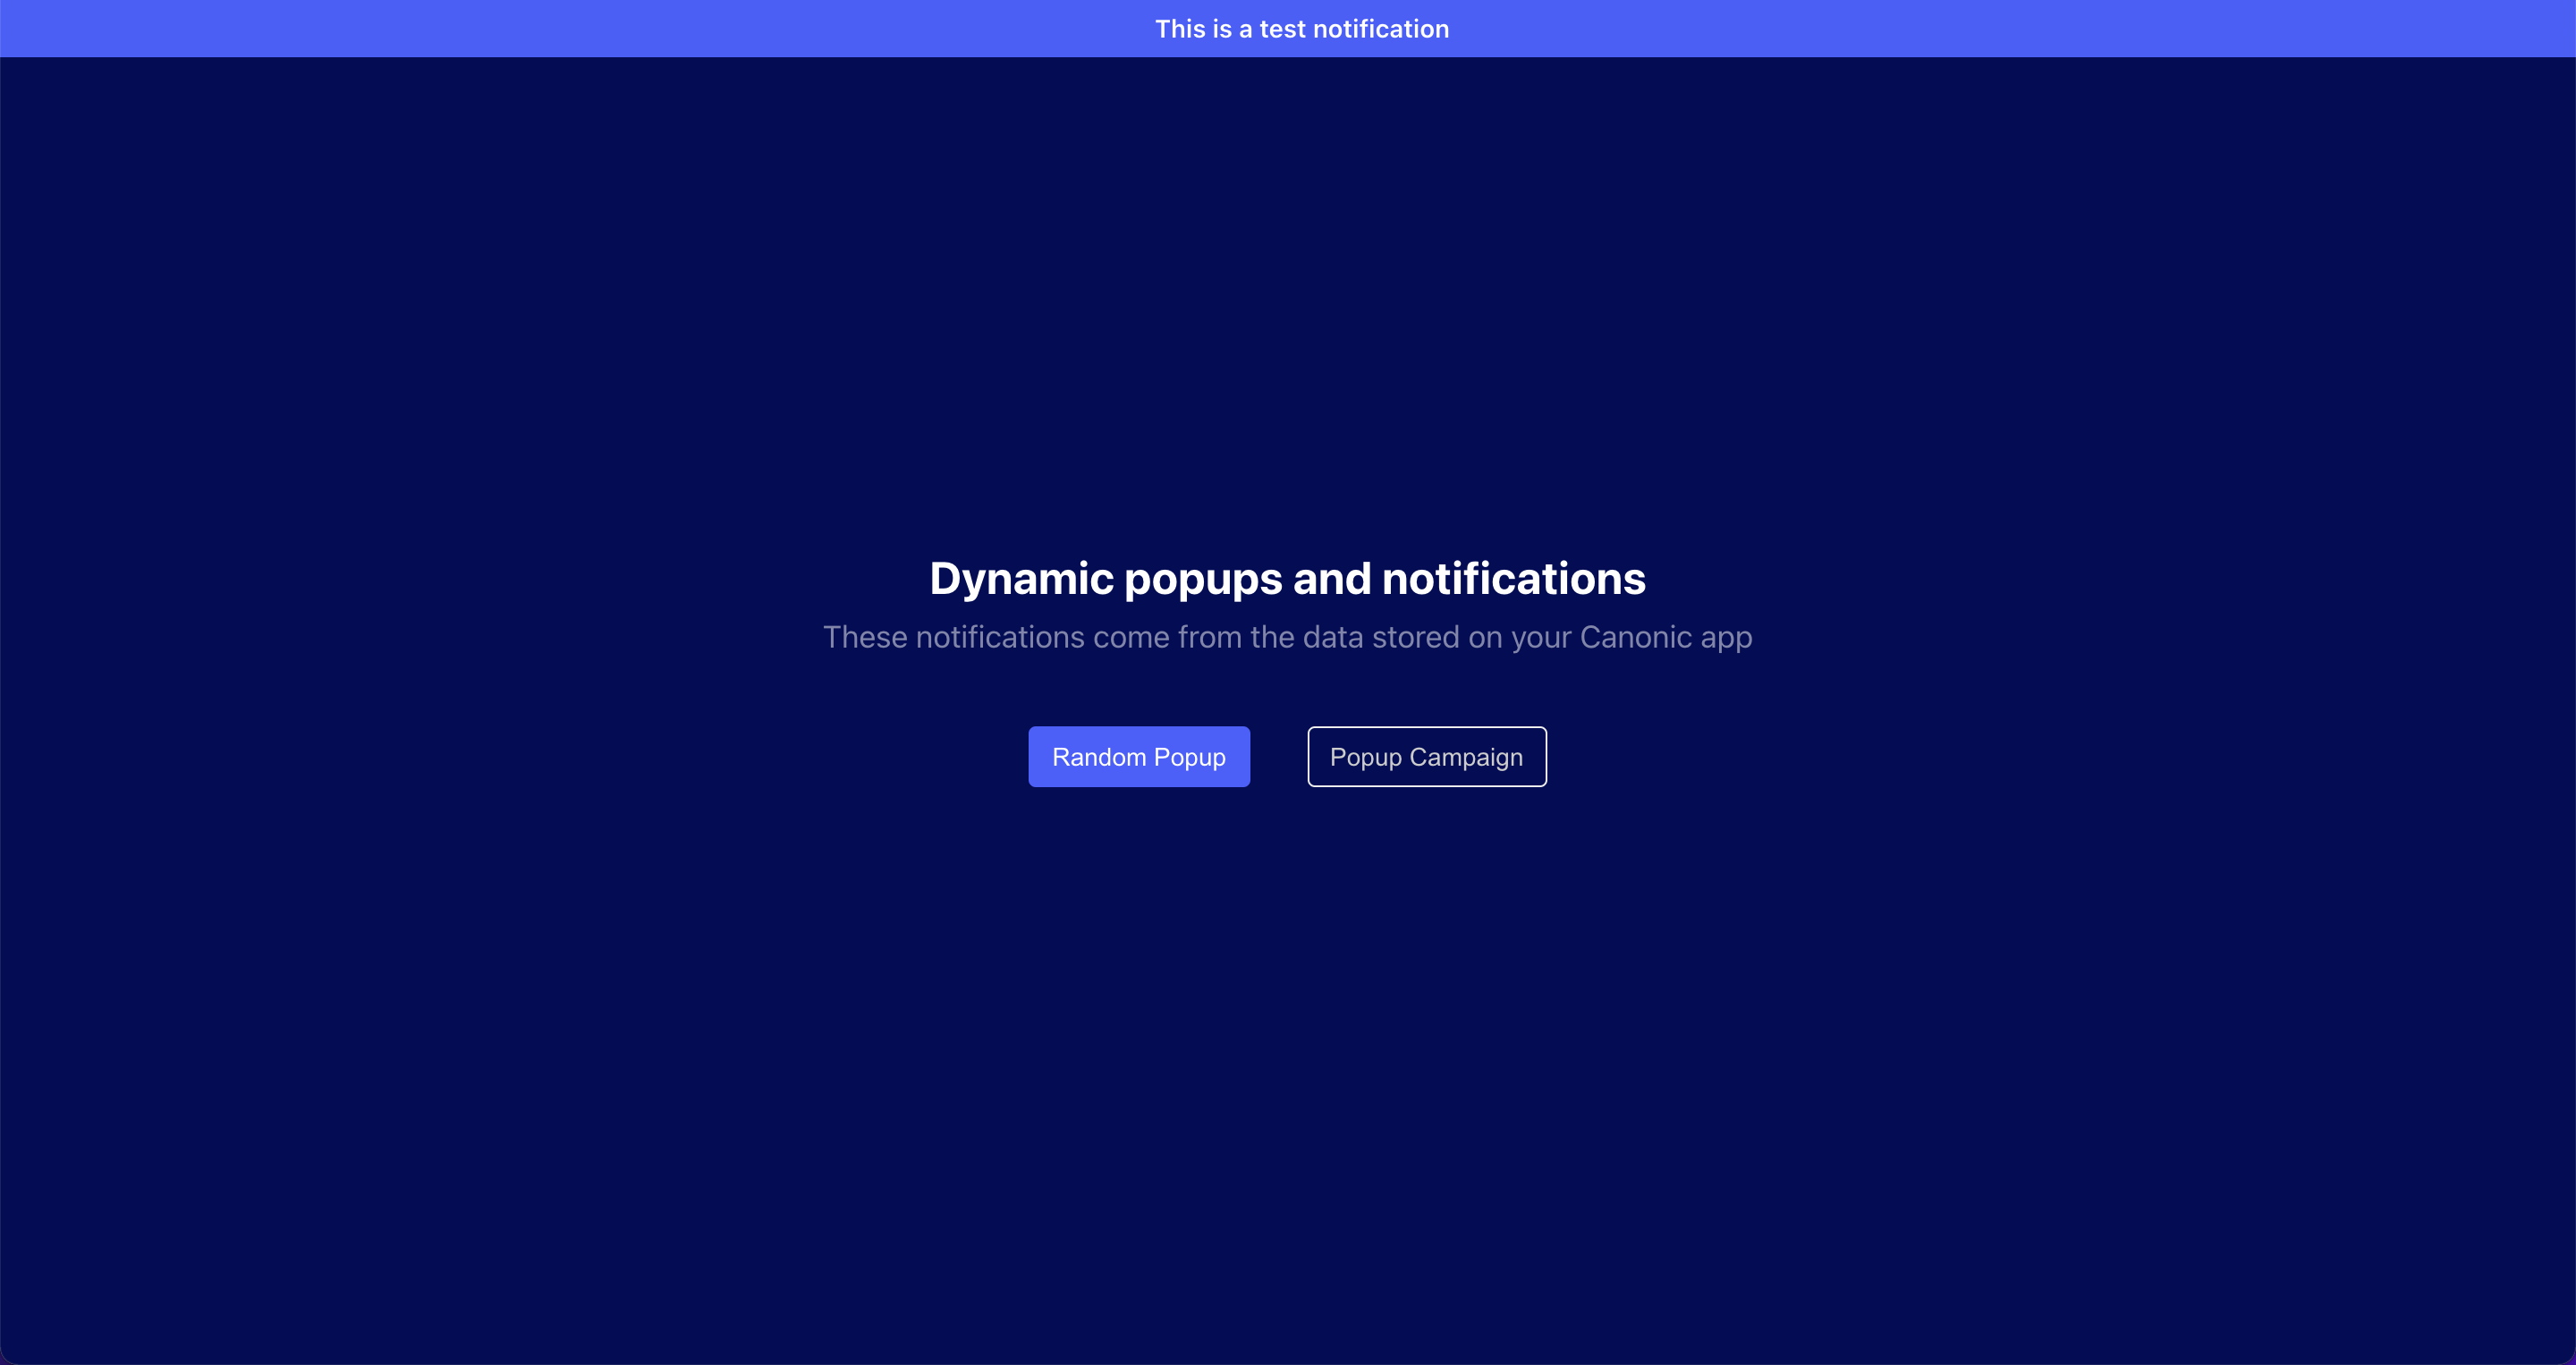 This is a test notification
Dynamic popups and notifications
These notifications come from the data stored on your Canonic app
Random Popup
Popup Campaign